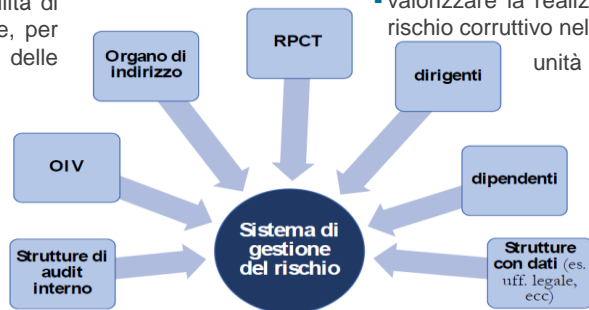 ilità di
e, per
delle
- valorizzare la realiz
rischio corruttivo nel
unità
RPCT
Organo di
indirizzo
dirigenti
OIV
dipendenti
Sistema di
gestione
del rischio
Strutture di
audit
interno
Strutture
con dati (es.
uff. legale,
ecc)